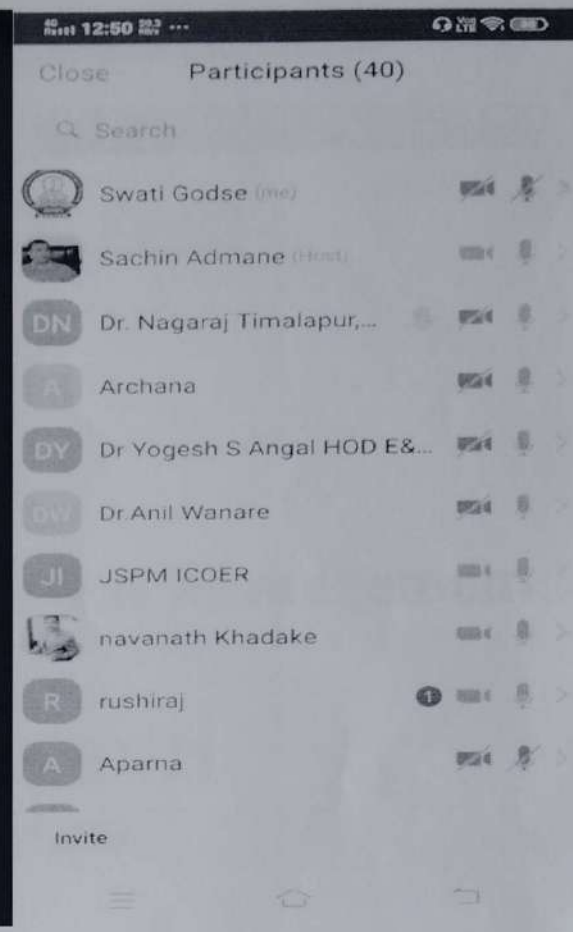 12:50
Close Participants (40)
Search
Swati Godse (me)
Sachin Admane (Host)
DN Dr. Nagaraj Timalapur,...
A Archana
DY Dr Yogesh S Angal HOD E&...
DW Dr.Anil Wanare
JI JSPM ICOER
navanath Khadake
R rushiraj 1
A Aparna
Invite